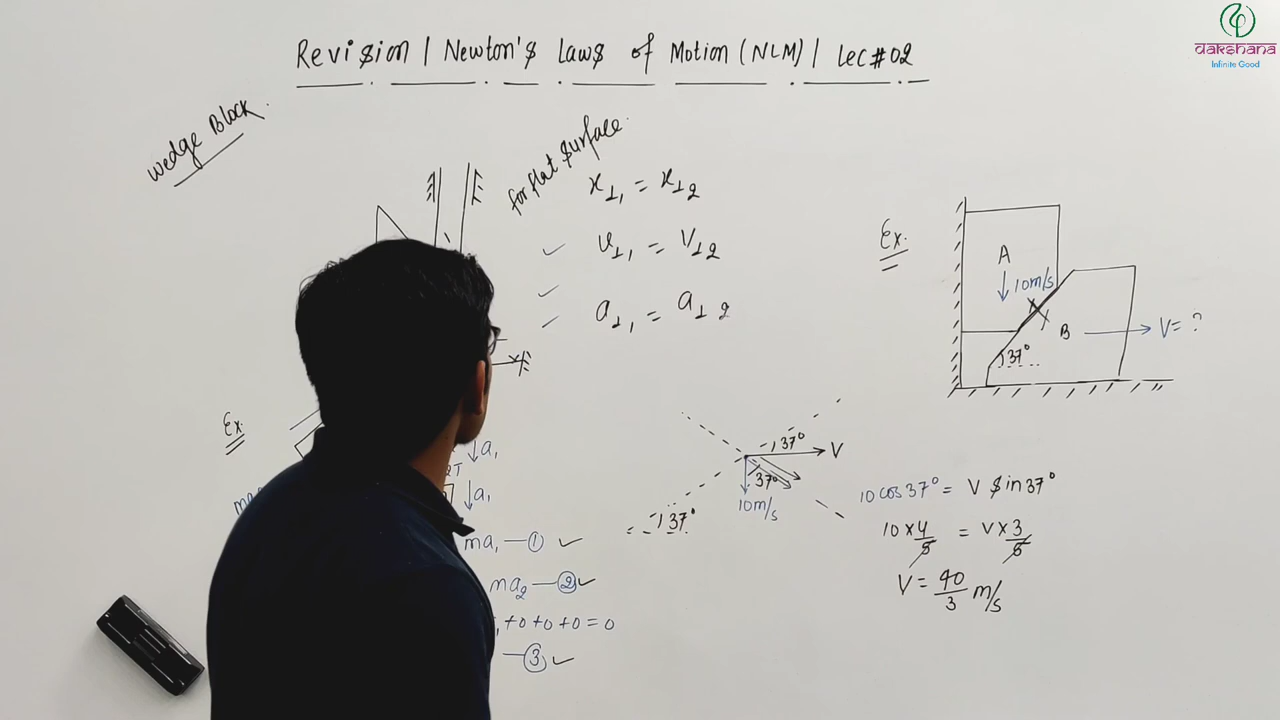 Revision | Newton's Laws of Motion (NLM) | Lec # 02
dakshana
Infinite Good
Wedge Block.
for flat surface.
x⊥₁ = x⊥₂
v⊥₁ = v⊥₂
a⊥₁ = a⊥₂
Ex.
A
10m/s
B
V = ?
37°
Ex.
a₁
a₁
ma₁ — ①
ma₂ — ②
+0+0+0=0
— ③
37°
V
37°
10m/s
37°
10 cos 37° = V sin 37°
10 × 4/5 = V × 3/5
V = 40/3 m/s